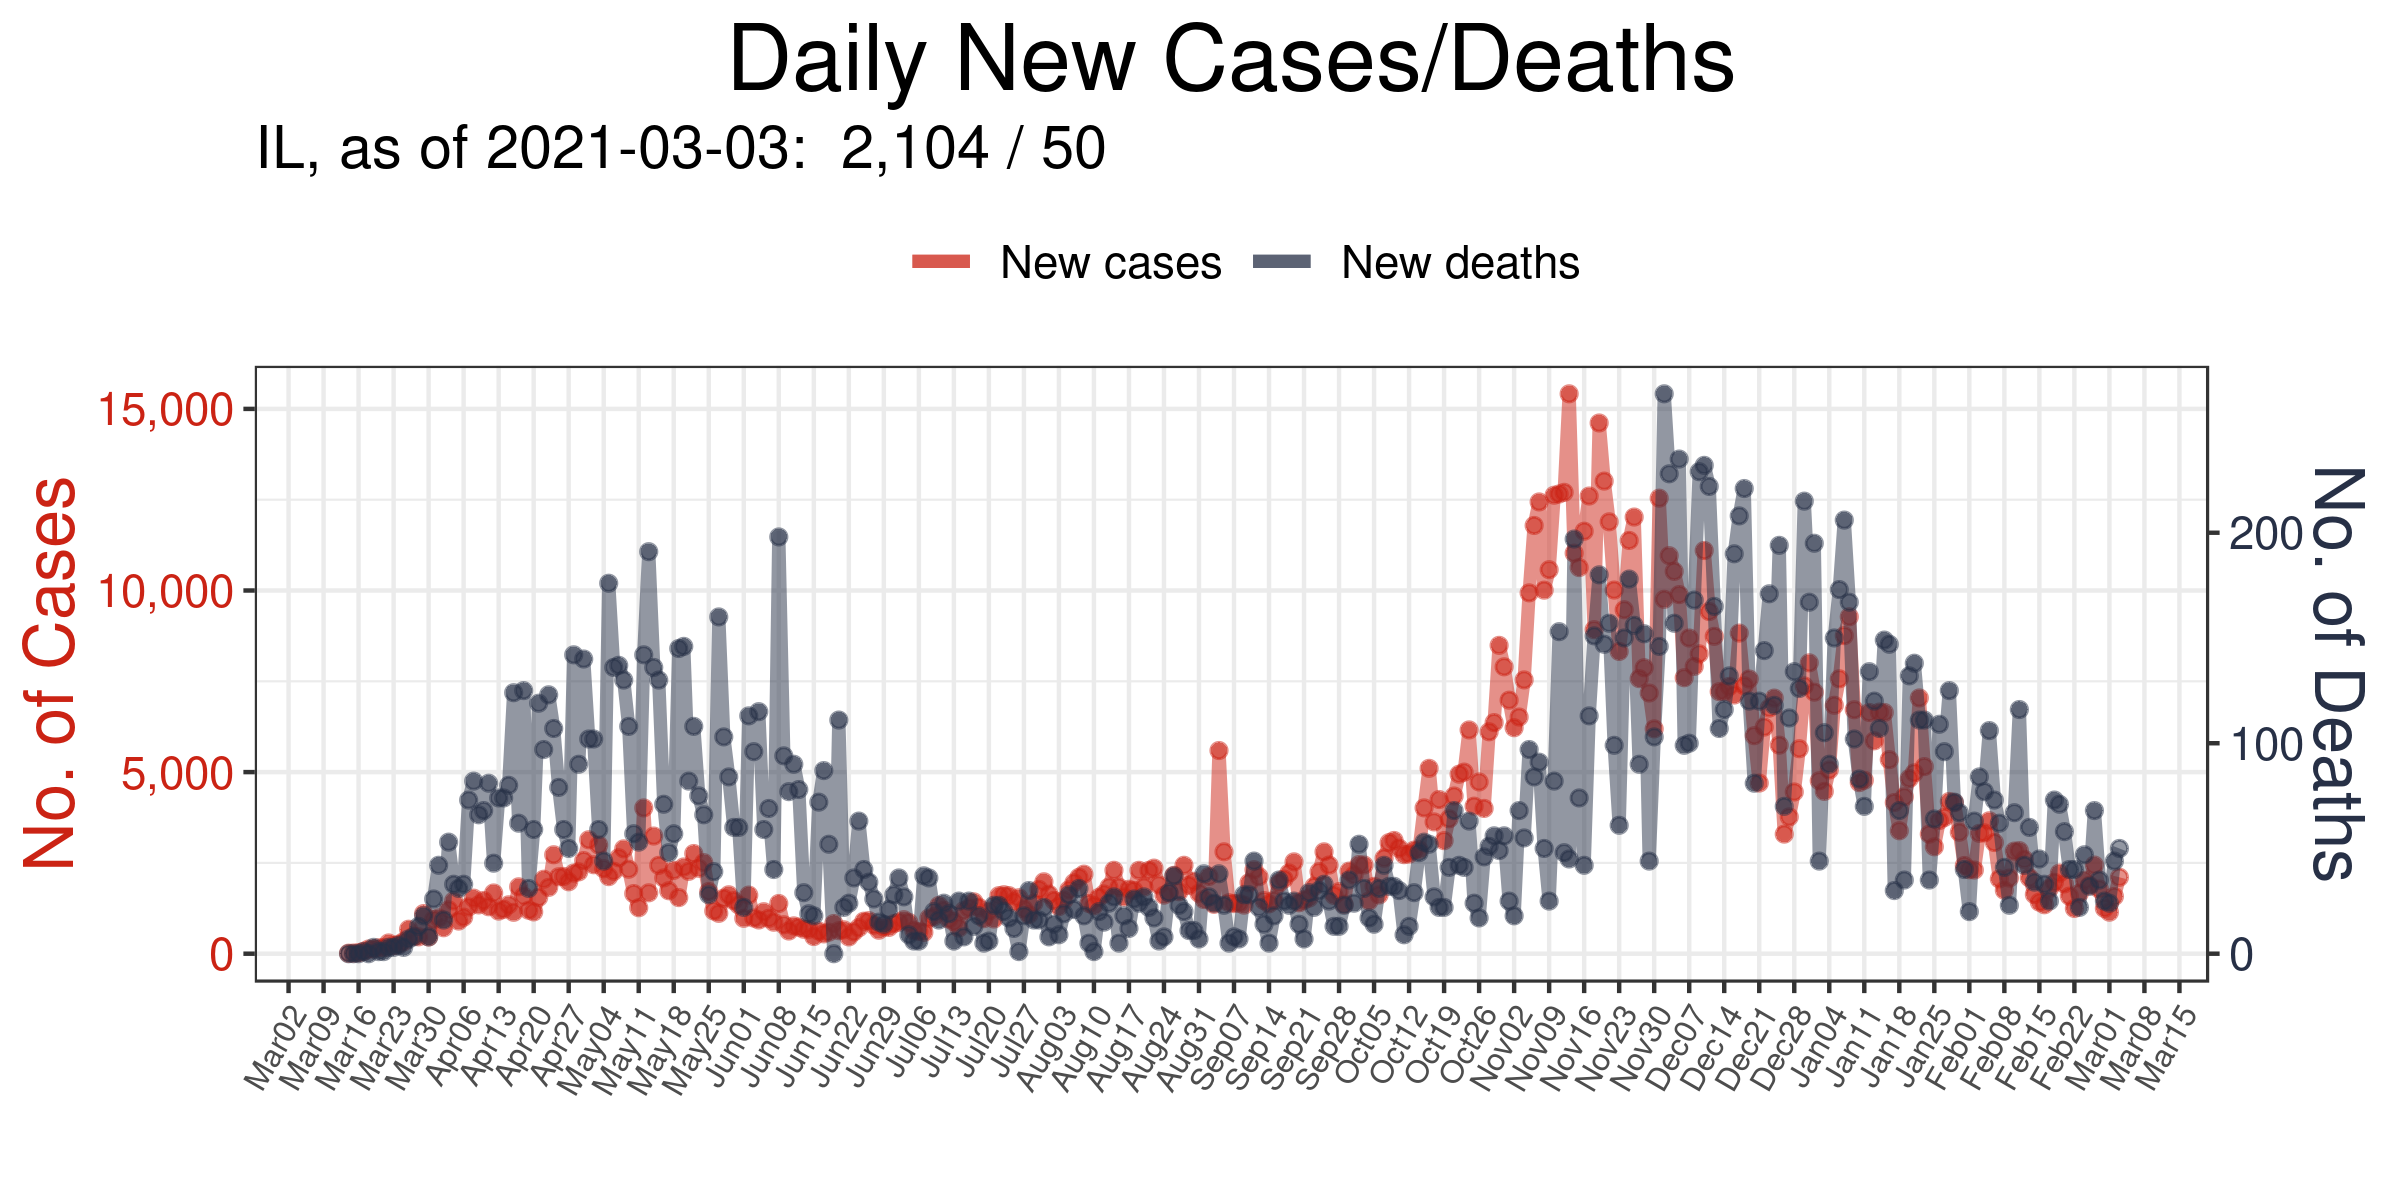 Daily New Cases/Deaths
IL, as of 2021-03-03:  2,104 / 50
New cases
New deaths
No. of Cases
15,000
10,000
5,000
0
200
100
0
No. of Deaths
Mar02
Mar09
Mar16
Mar23
Mar30
Apr06
Apr13
Apr20
Apr27
May04
May11
May18
May25
Jun01
Jun08
Jun15
Jun22
Jun29
Jul06
Jul13
Jul20
Jul27
Aug03
Aug10
Aug17
Aug24
Aug31
Sep07
Sep14
Sep21
Sep28
Oct05
Oct12
Oct19
Oct26
Nov02
Nov09
Nov16
Nov23
Nov30
Dec07
Dec14
Dec21
Dec28
Jan04
Jan11
Jan18
Jan25
Feb01
Feb08
Feb15
Feb22
Mar01
Mar08
Mar15